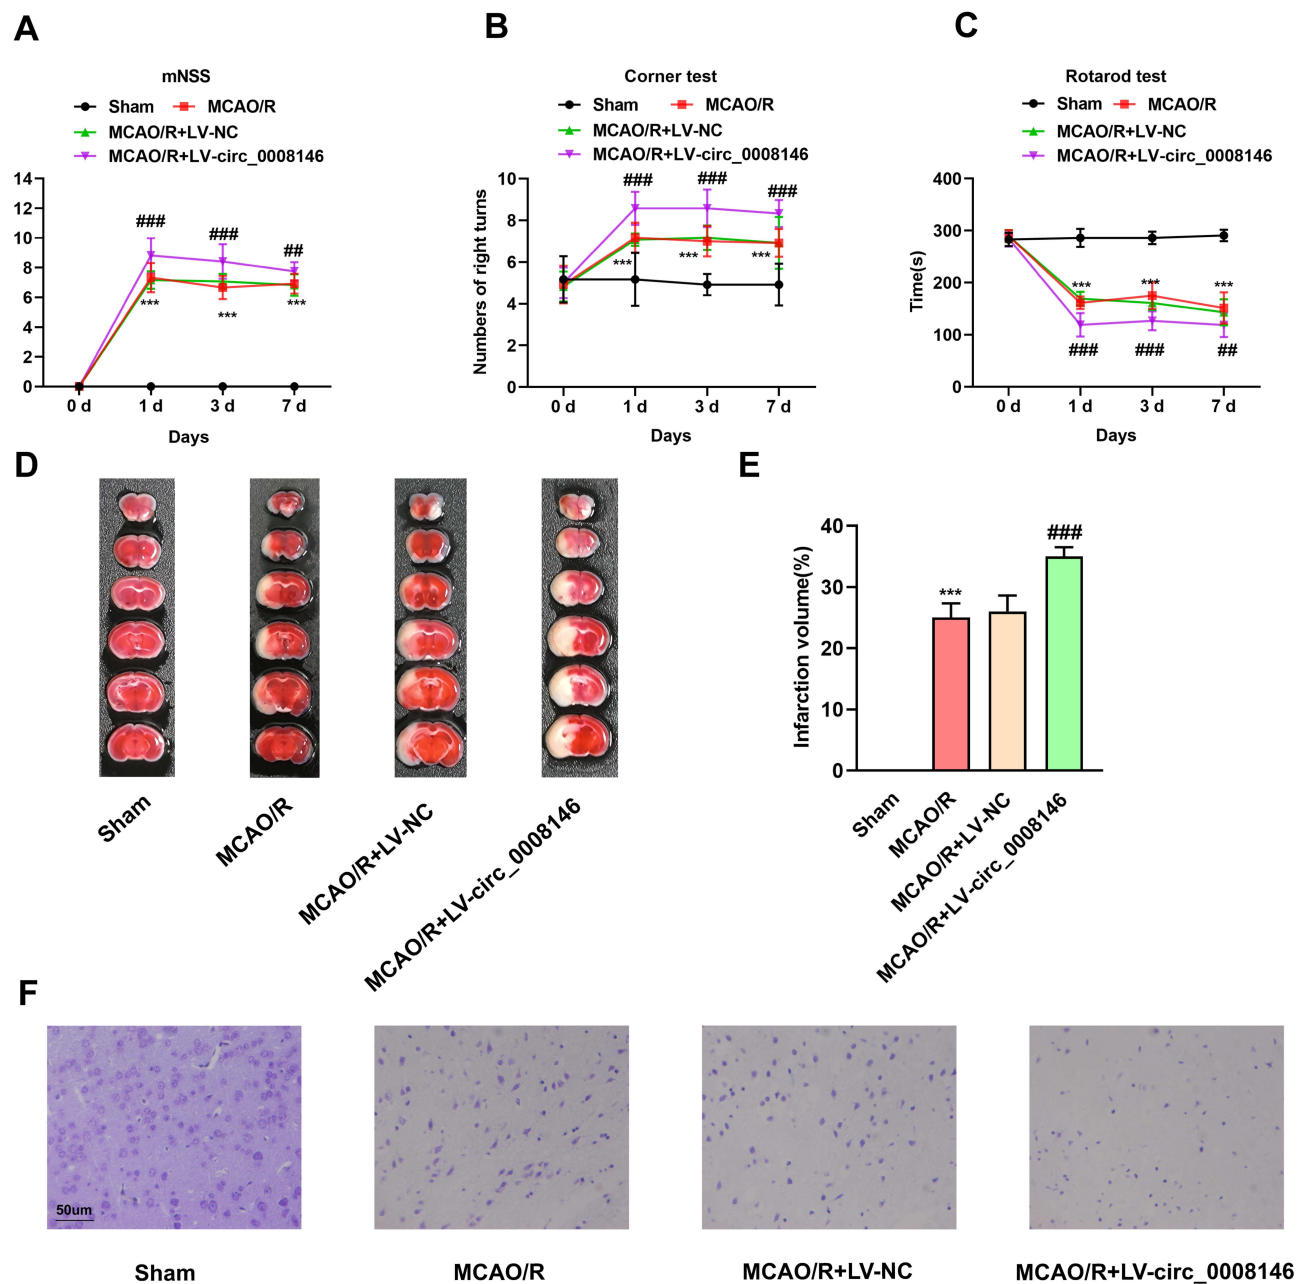 A
B
C
mNSS
Sham MCAO/R
MCAO/R+LV-NC
MCAO/R+LV-circ_0008146
14
12
10
8
6
4
2
0
###
###
##
***
***
***
0 d 1 d 3 d 7 d
Days
Corner test
Sham MCAO/R
MCAO/R+LV-NC
MCAO/R+LV-circ_0008146
Numbers of right turns
10
8
6
4
2
0
###
###
###
***
***
***
0 d 1 d 3 d 7 d
Days
Rotarod test
Sham MCAO/R
MCAO/R+LV-NC
MCAO/R+LV-circ_0008146
Time(s)
400
300
200
100
0
***
***
***
###
###
##
0 d 1 d 3 d 7 d
Days
D
Sham
MCAO/R
MCAO/R+LV-NC
MCAO/R+LV-circ_0008146
E
Infarction volume(%)
40
30
20
10
0
***
###
Sham
MCAO/R
MCAO/R+LV-NC
MCAO/R+LV-circ_0008146
F
50um
Sham
MCAO/R
MCAO/R+LV-NC
MCAO/R+LV-circ_0008146